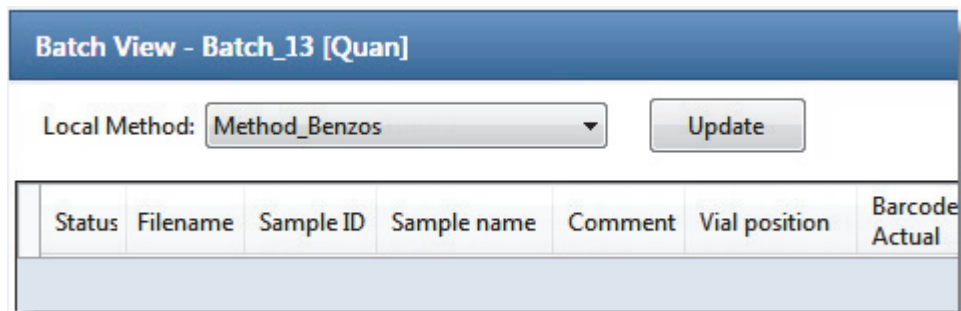 Batch View - Batch_13 [Quan]
Local Method: Method_Benzos Update
Status Filename Sample ID Sample name Comment Vial position Barcode Actual